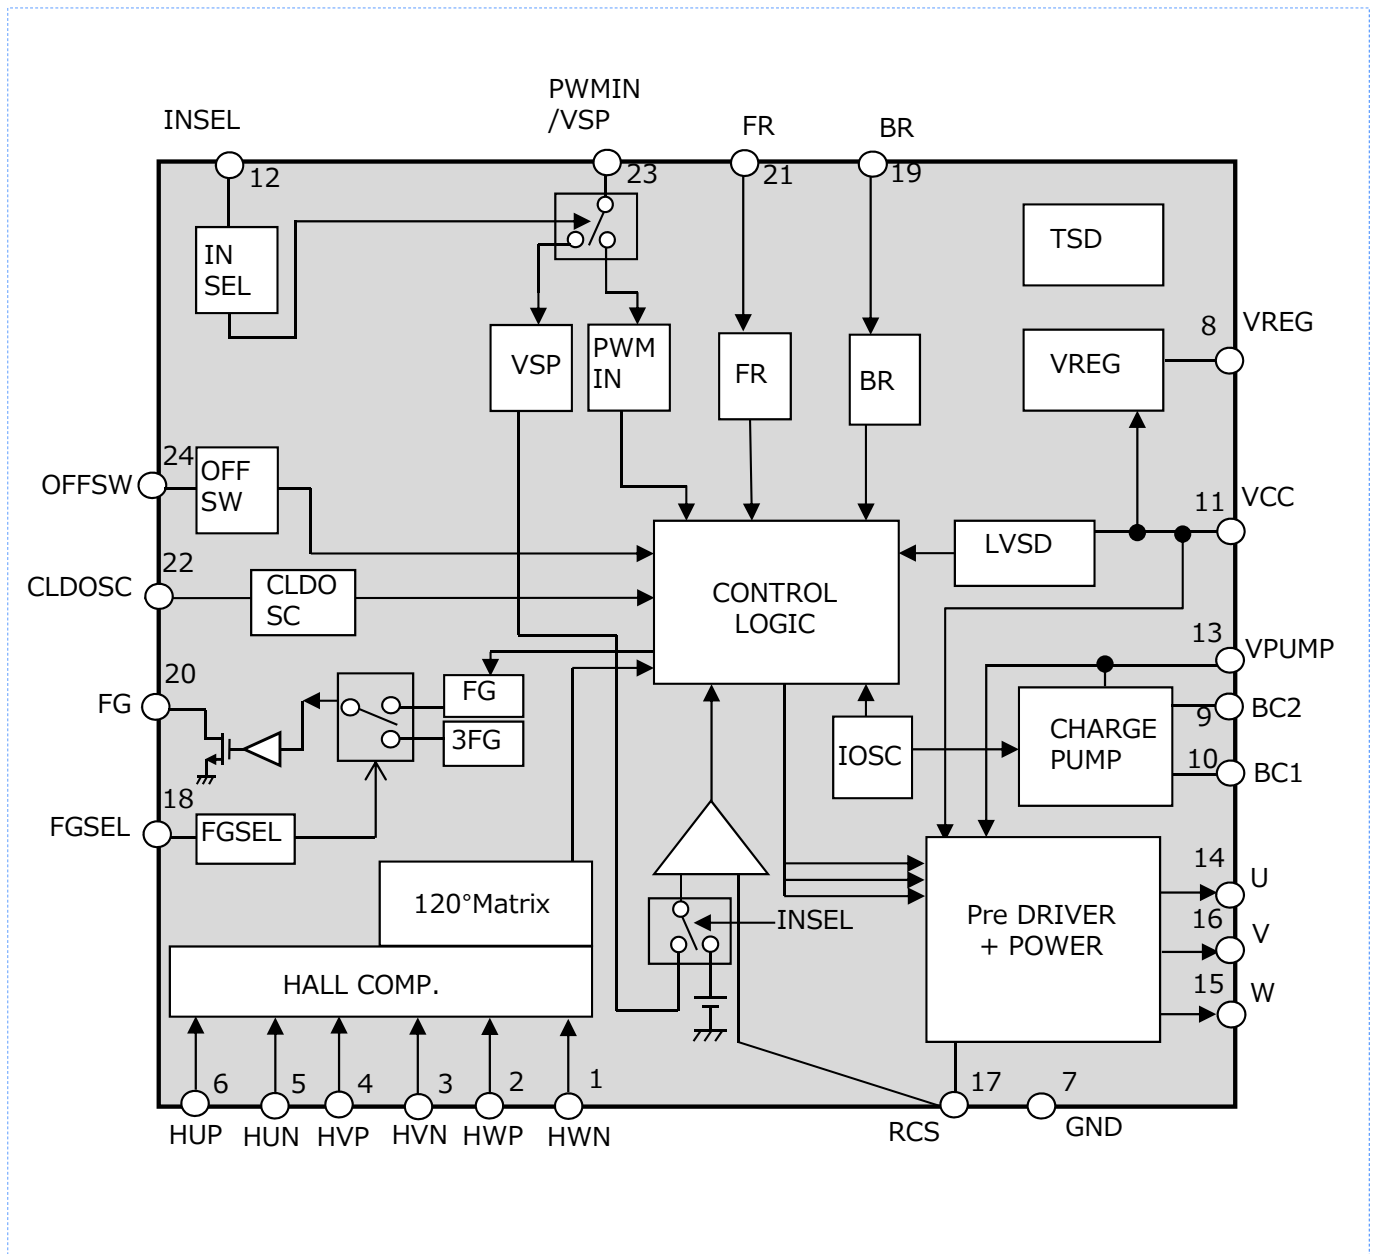 PWMIN
/VSP
INSEL
FR
BR
12
23
21
19
IN
SEL
TSD
8
VREG
VSP
PWM
IN
FR
BR
VREG
24
OFFSW
OFF
SW
11
VCC
LVSD
22
CLDOSC
CLDO
SC
CONTROL
LOGIC
13
VPUMP
20
FG
FG
3FG
9
BC2
IOSC
CHARGE
PUMP
10
BC1
18
FGSEL
FGSEL
14
U
120°Matrix
INSEL
Pre DRIVER
+ POWER
16
V
HALL COMP.
15
W
6
5
4
3
2
1
17
7
HUP
HUN
HVP
HVN
HWP
HWN
RCS
GND